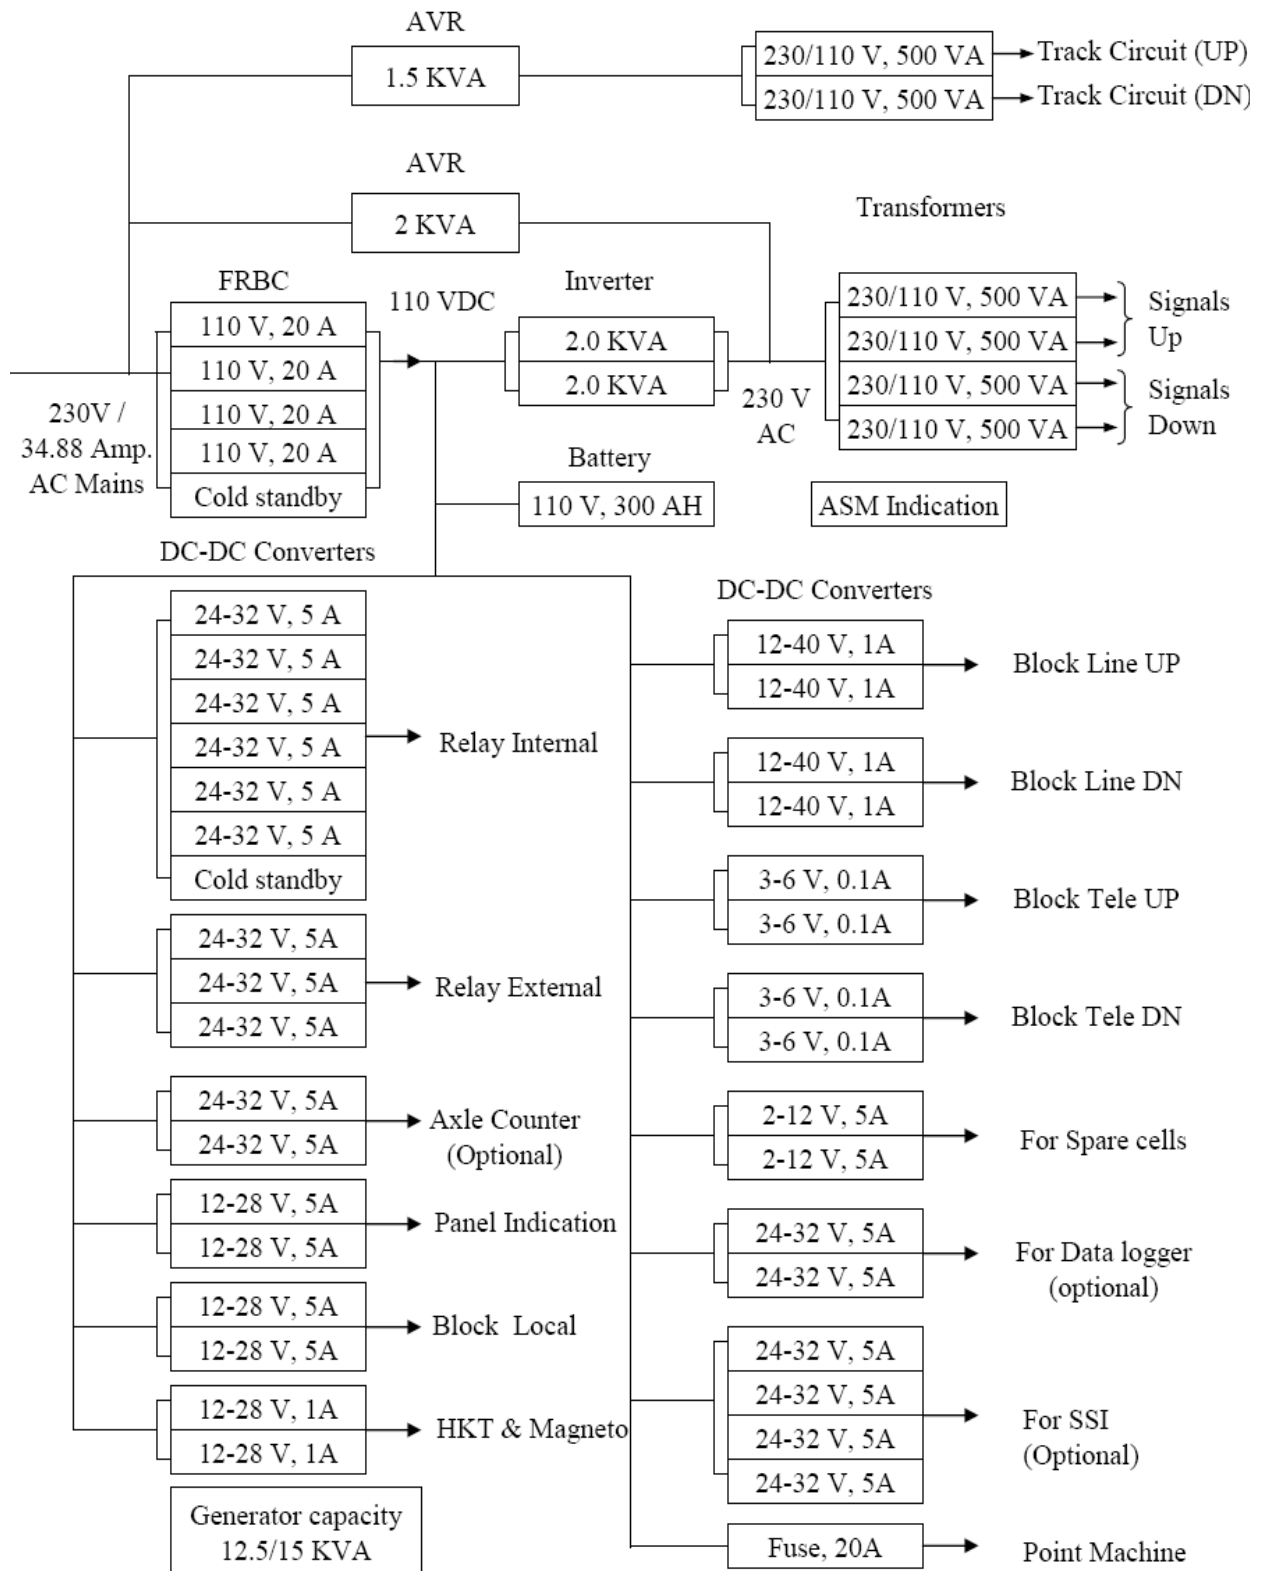 AVR
1.5 KVA
230/110 V, 500 VA
Track Circuit (UP)
230/110 V, 500 VA
Track Circuit (DN)
AVR
2 KVA
Transformers
FRBC
110 V, 20 A
110 V, 20 A
110 V, 20 A
110 V, 20 A
Cold standby
230V /
34.88 Amp.
AC Mains
110 VDC
Inverter
2.0 KVA
2.0 KVA
230 V
AC
230/110 V, 500 VA
230/110 V, 500 VA
230/110 V, 500 VA
230/110 V, 500 VA
Signals
Up
Signals
Down
Battery
110 V, 300 AH
ASM Indication
DC-DC Converters
24-32 V, 5 A
24-32 V, 5 A
24-32 V, 5 A
24-32 V, 5 A
24-32 V, 5 A
24-32 V, 5 A
Cold standby
Relay Internal
24-32 V, 5A
24-32 V, 5A
24-32 V, 5A
Relay External
24-32 V, 5A
24-32 V, 5A
Axle Counter
(Optional)
12-28 V, 5A
12-28 V, 5A
Panel Indication
12-28 V, 5A
12-28 V, 5A
Block Local
12-28 V, 1A
12-28 V, 1A
HKT & Magneto
Generator capacity
12.5/15 KVA
DC-DC Converters
12-40 V, 1A
12-40 V, 1A
Block Line UP
12-40 V, 1A
12-40 V, 1A
Block Line DN
3-6 V, 0.1A
3-6 V, 0.1A
Block Tele UP
3-6 V, 0.1A
3-6 V, 0.1A
Block Tele DN
2-12 V, 5A
2-12 V, 5A
For Spare cells
24-32 V, 5A
24-32 V, 5A
For Data logger
(optional)
24-32 V, 5A
24-32 V, 5A
24-32 V, 5A
24-32 V, 5A
For SSI
(Optional)
Fuse, 20A
Point Machine